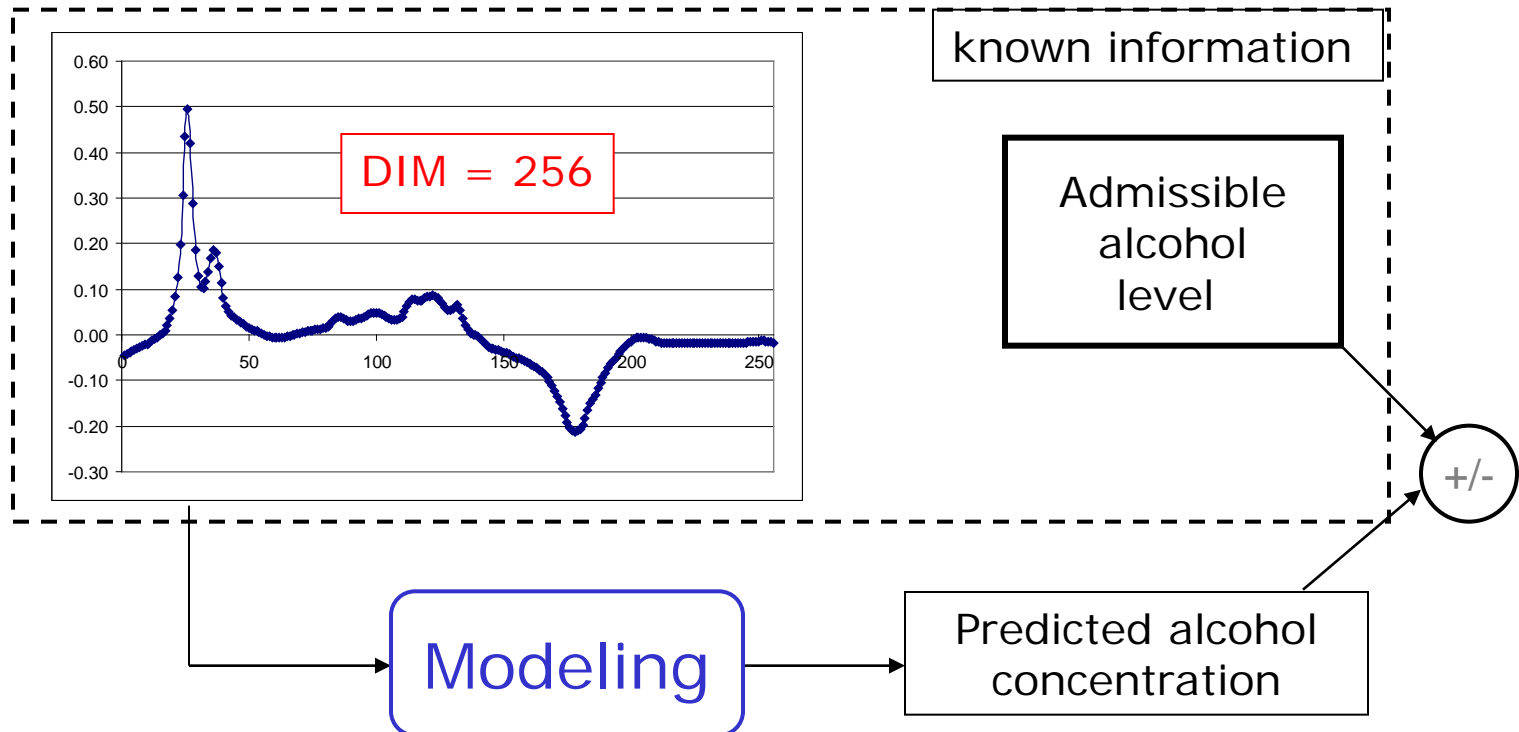 known information
0.60
0.50
0.40
0.30
0.20
0.10
0.00
-0.10
-0.20
-0.30
0 50 100 150 200 250
DIM = 256
Admissible
alcohol
level
+/-
Modeling
Predicted alcohol
concentration